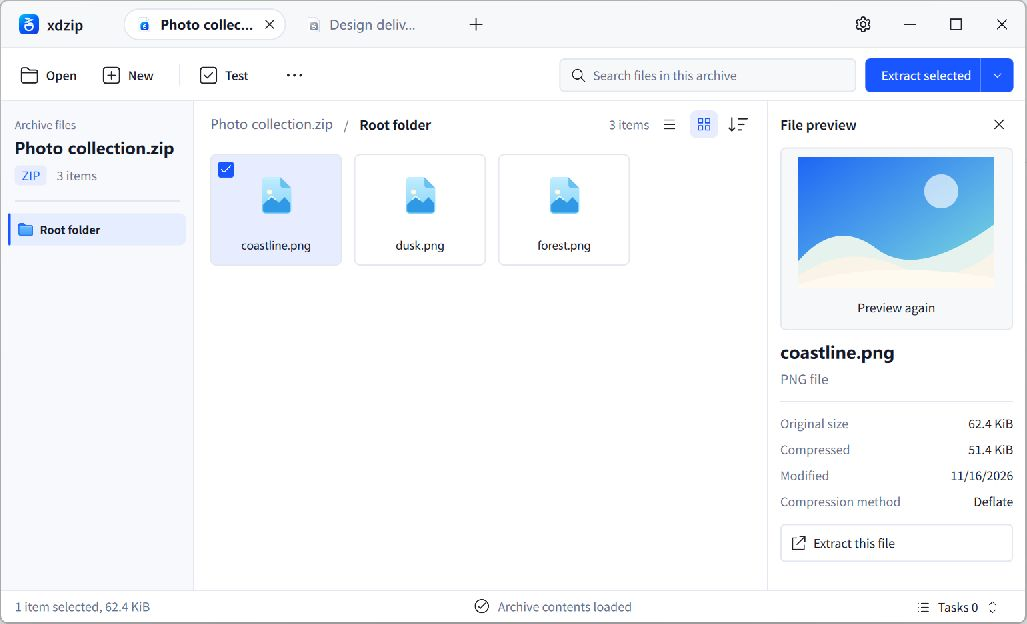 xdzip
Photo collec...
Design deliv...
Open
New
Test
Search files in this archive
Extract selected
Archive files
Photo collection.zip
ZIP
3 items
Root folder
Photo collection.zip / Root folder
3 items
coastline.png
dusk.png
forest.png
File preview
Preview again
coastline.png
PNG file
Original size 62.4 KiB
Compressed 51.4 KiB
Modified 11/16/2026
Compression method Deflate
Extract this file
1 item selected, 62.4 KiB
Archive contents loaded
Tasks 0